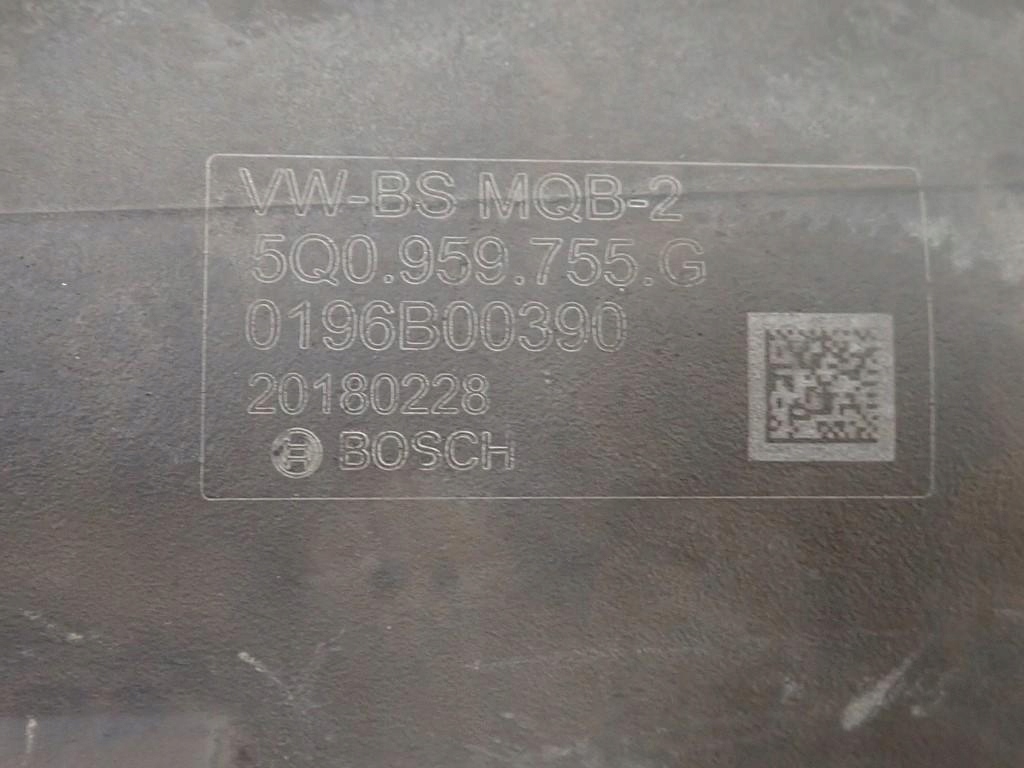 VW-BS MQB-2
5Q0.959.755.G
0196B00390
20180228
BOSCH